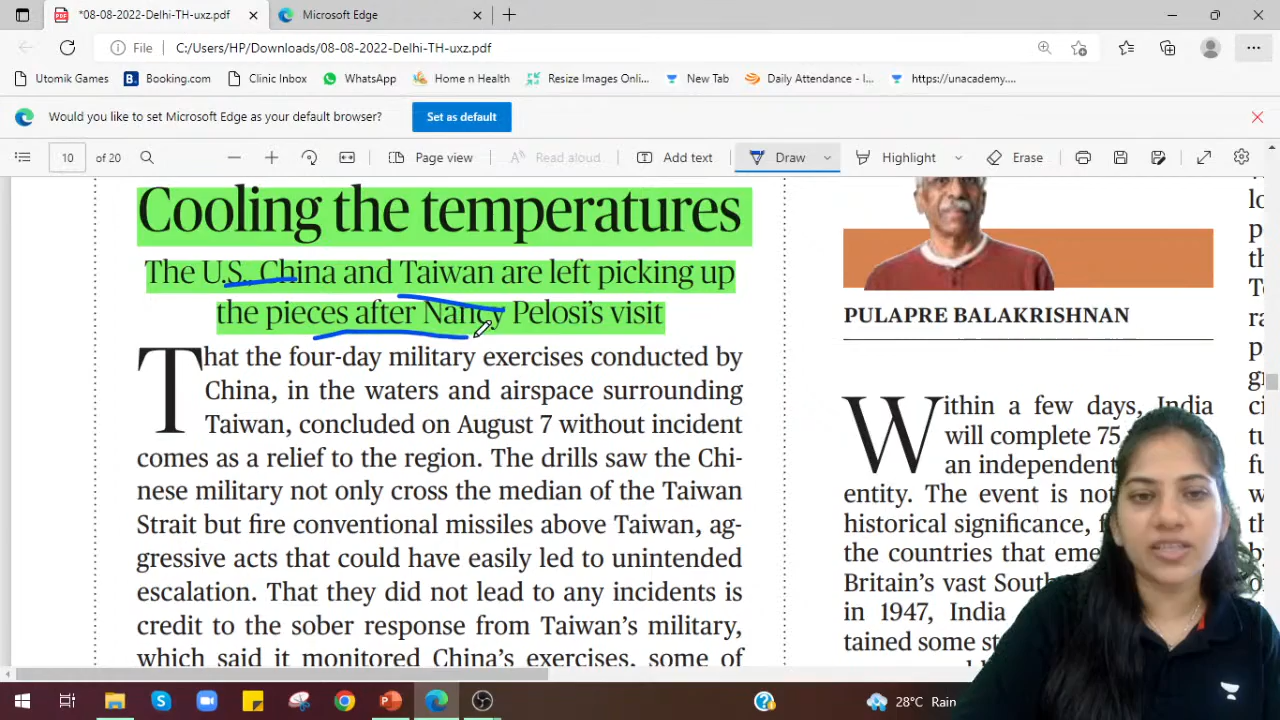 *08-08-2022-Delhi-TH-uxz.pdf
Microsoft Edge
File C:/Users/HP/Downloads/08-08-2022-Delhi-TH-uxz.pdf
Utomik Games Booking.com Clinic Inbox WhatsApp Home n Health Resize Images Onli... New Tab Daily Attendance - I... https://unacademy....
Would you like to set Microsoft Edge as your default browser? Set as default
10 of 20 Page view Read aloud Add text Draw Highlight Erase
Cooling the temperatures
The U.S., China and Taiwan are left picking up
the pieces after Nancy Pelosi's visit
That the four-day military exercises conducted by
China, in the waters and airspace surrounding
Taiwan, concluded on August 7 without incident
comes as a relief to the region. The drills saw the Chi-
nese military not only cross the median of the Taiwan
Strait but fire conventional missiles above Taiwan, ag-
gressive acts that could have easily led to unintended
escalation. That they did not lead to any incidents is
credit to the sober response from Taiwan's military,
which said it monitored China's exercises, some of
PULAPRE BALAKRISHNAN
Within a few days, India
will complete 75
an independent
entity. The event is not
historical significance,
the countries that
Britain's vast
in 1947, India
tained some
28°C Rain